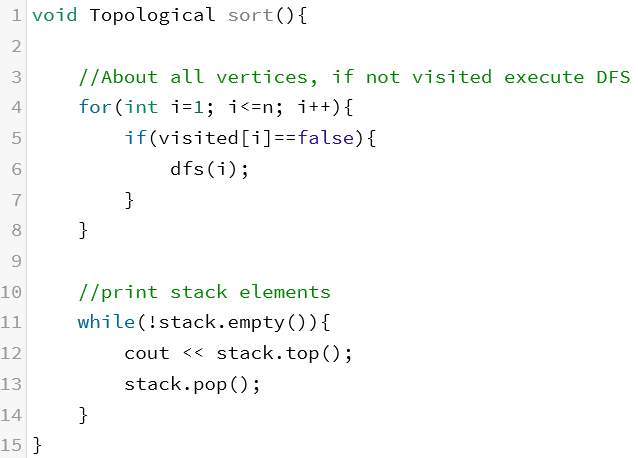 1 void Topological sort(){
2
3     //About all vertices, if not visited execute DFS
4     for(int i=1; i<=n; i++){
5         if(visited[i]==false){
6             dfs(i);
7         }
8     }
9
10     //print stack elements
11     while(!stack.empty()){
12         cout << stack.top();
13         stack.pop();
14     }
15 }